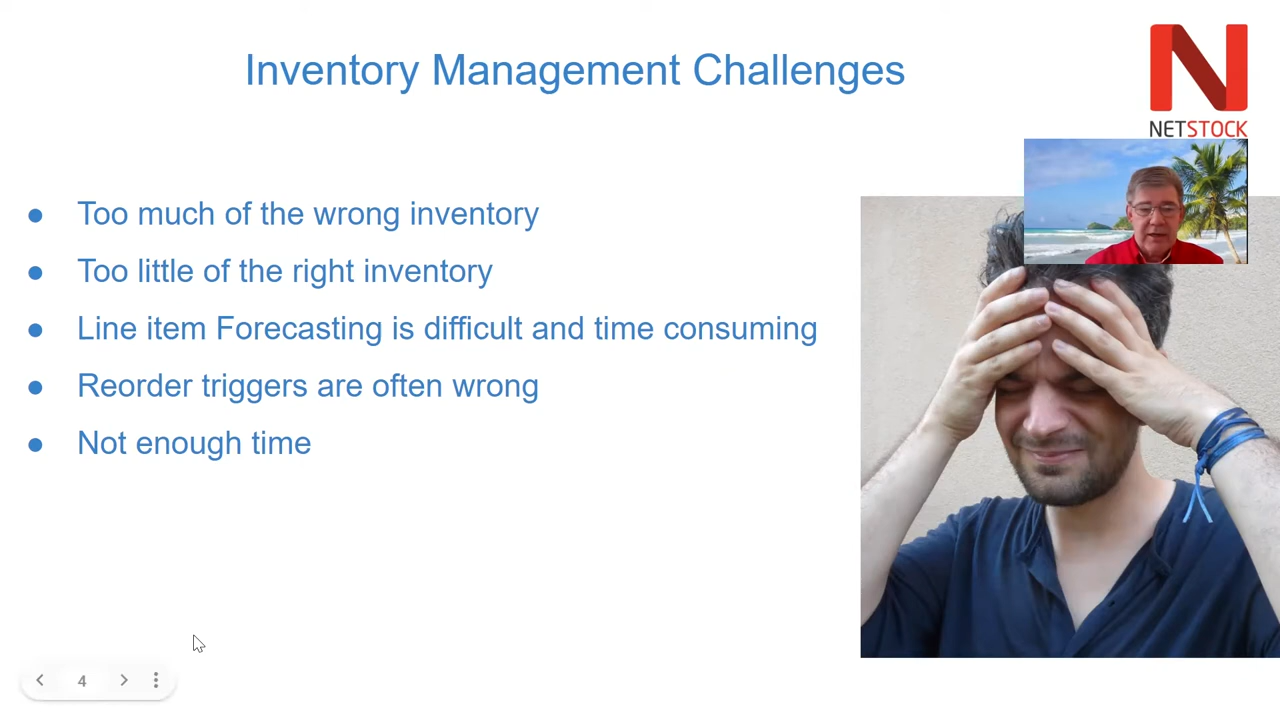 Inventory Management Challenges
NETSTOCK
● Too much of the wrong inventory
● Too little of the right inventory
● Line item Forecasting is difficult and time consuming
● Reorder triggers are often wrong
● Not enough time
4